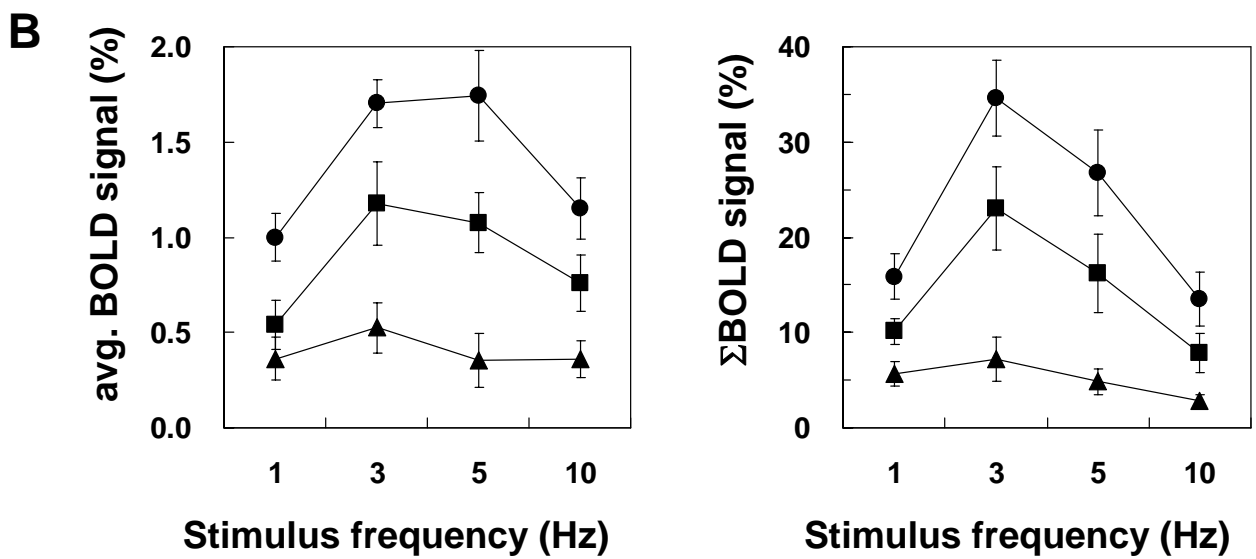 B
avg. BOLD signal (%)
2.0
1.5
1.0
0.5
0.0
1 3 5 10
Stimulus frequency (Hz)
ΣBOLD signal (%)
40
30
20
10
0
1 3 5 10
Stimulus frequency (Hz)